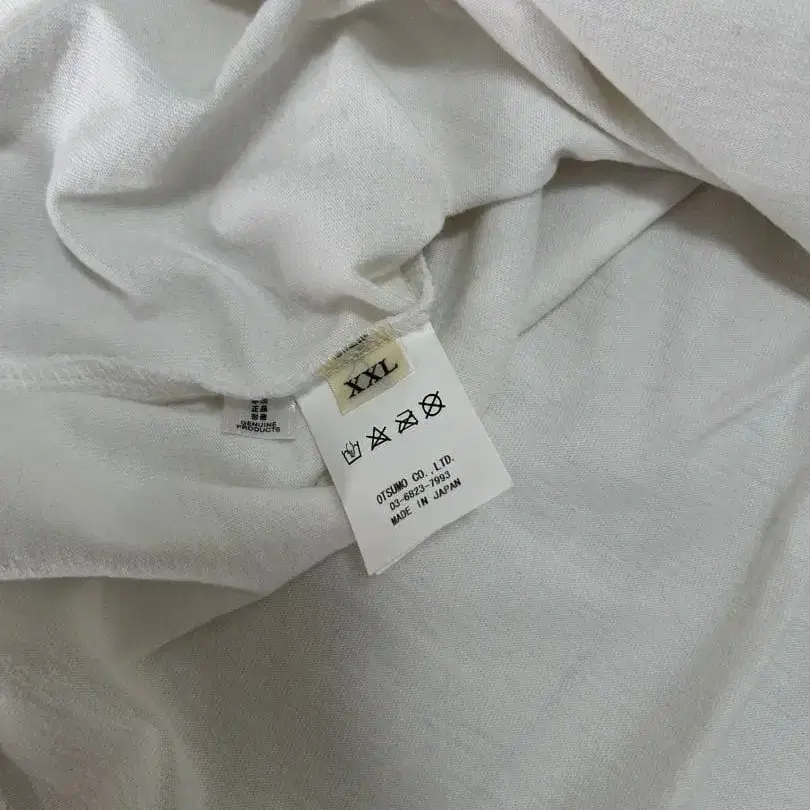 XXL
OTSUMO CO.,LTD.
03-6823-7993
MADE IN JAPAN
GENUINE
PRODUCTS